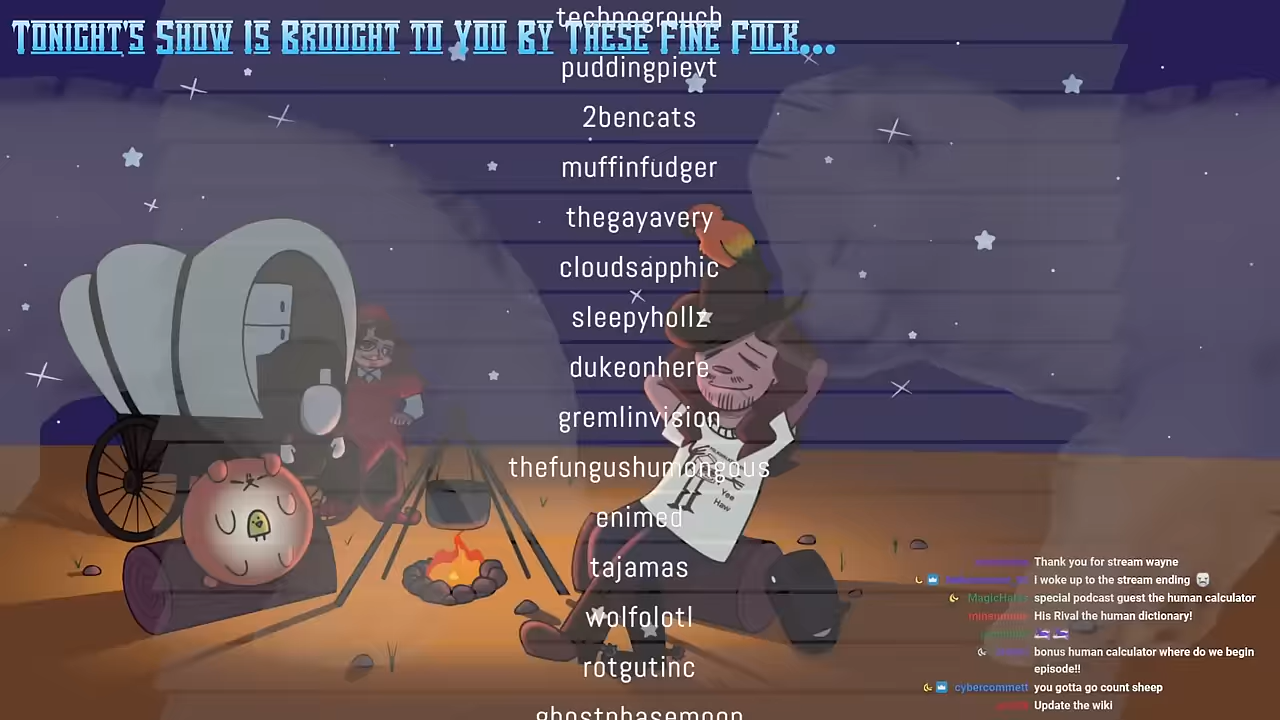 Tonight's Show Is Brought to You By These Fine Folk...
technogrouch
puddingpievt
2bencats
muffinfudger
thegayavery
cloudsapphic
sleepyhollz
dukeonhere
gremlinvision
thefungushumongous
enimed
tajamas
wolfolotl
rotgutinc
ghostphasemoon
Yee
Haw
Thank you for stream wayne
I woke up to the stream ending
special podcast guest the human calculator
His Rival the human dictionary!
bonus human calculator where do we begin
episode!!
cybercommett you gotta go count sheep
Update the wiki